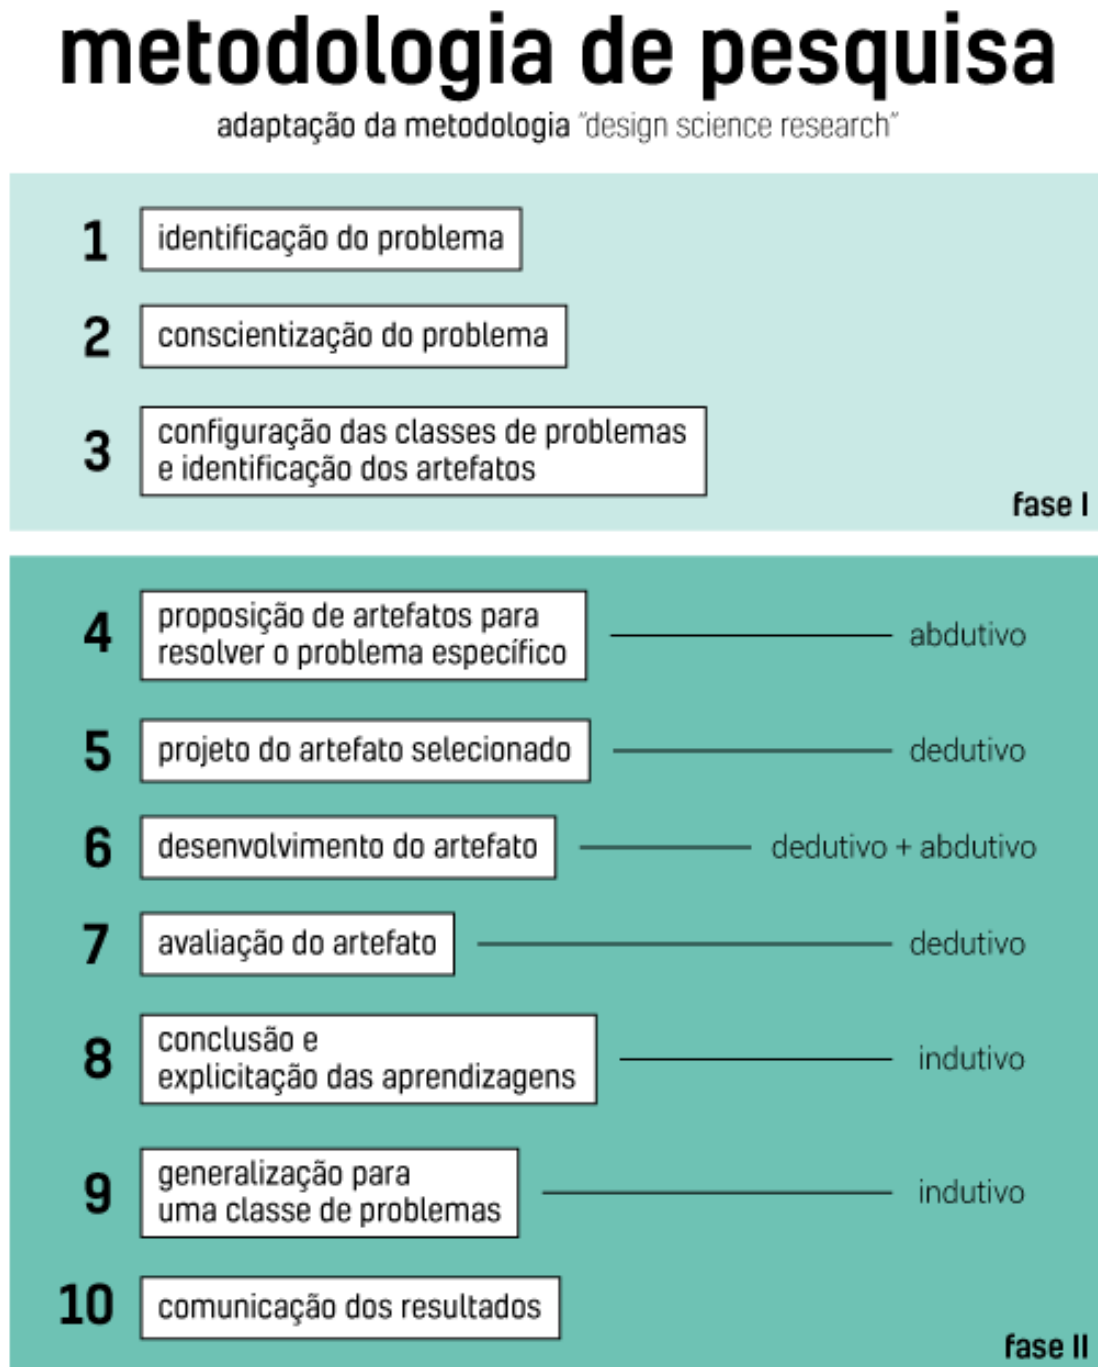 metodologia de pesquisa
adaptação da metodologia “design science research”
1 identificação do problema
2 conscientização do problema
3 configuração das classes de problemas
e identificação dos artefatos
fase I
4 proposição de artefatos para
resolver o problema específico
abdutivo
5 projeto do artefato selecionado
dedutivo
6 desenvolvimento do artefato
dedutivo + abdutivo
7 avaliação do artefato
dedutivo
8 conclusão e
explicitação das aprendizagens
indutivo
9 generalização para
uma classe de problemas
indutivo
10 comunicação dos resultados
fase II